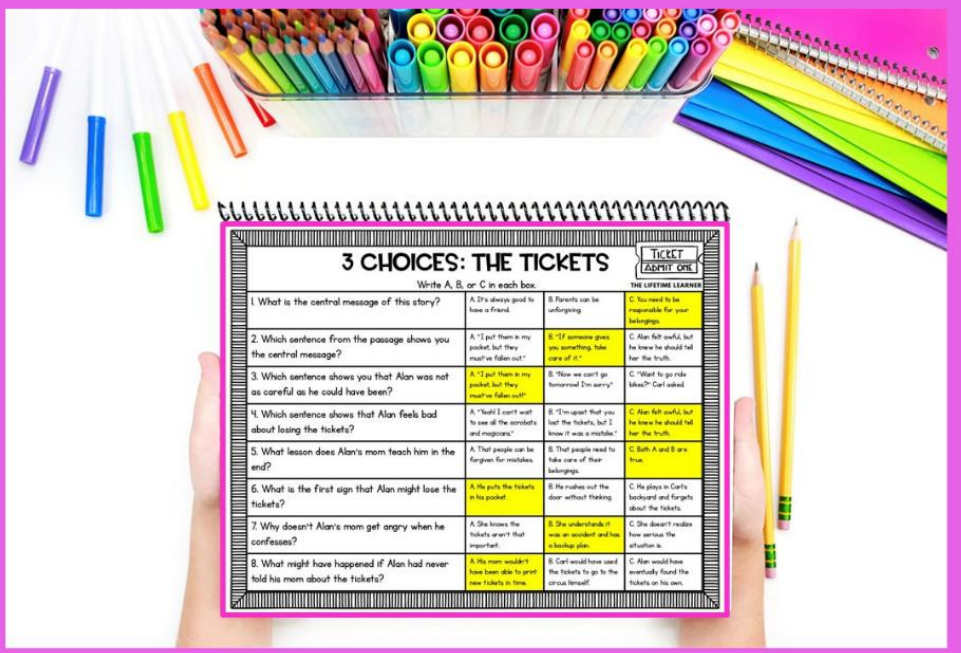 TICKET
ADMIT ONE
3 CHOICES: THE TICKETS
Write A, B, or C in each box.
THE LIFETIME LEARNER
1. What is the central message of this story?
A. It's always good to
have a friend.
B. Parents can be
unforgiving.
C. You need to be
responsible for your
belongings.
2. Which sentence from the passage shows you
the central message?
A. "I put them in my
pocket, but they
must've fallen out."
B. "If someone gives
you something, take
care of it."
C. Alan felt awful, but
he knew he should tell
her the truth.
3. Which sentence shows you that Alan was not
as careful as he could have been?
A. "I put them in my
pocket, but they
must've fallen out!"
B. "Now we can't go
tomorrow! I'm sorry."
C. "Want to go ride
bikes?" Carl asked.
4. Which sentence shows that Alan feels bad
about losing the tickets?
A. "Yeah! I can't wait
to see all the acrobats
and magicians."
B. "I'm upset that you
lost the tickets, but I
know it was a mistake."
C. Alan felt awful, but
he knew he should tell
her the truth.
5. What lesson does Alan's mom teach him in the
end?
A. That people can be
forgiven for mistakes.
B. That people need to
take care of their
belongings.
C. Both A and B are
true.
6. What is the first sign that Alan might lose the
tickets?
A. He puts the tickets
in his pocket.
B. He rushes out the
door without thinking.
C. He plays in Carl's
backyard and forgets
about the tickets.
7. Why doesn't Alan's mom get angry when he
confesses?
A. She knows the
tickets aren't that
important.
B. She understands it
was an accident and has
a backup plan.
C. She doesn't realize
how serious the
situation is.
8. What might have happened if Alan had never
told his mom about the tickets?
A. His mom wouldn't
have been able to print
new tickets in time.
B. Carl would have used
the tickets to go to the
circus himself.
C. Alan would have
eventually found the
tickets on his own.